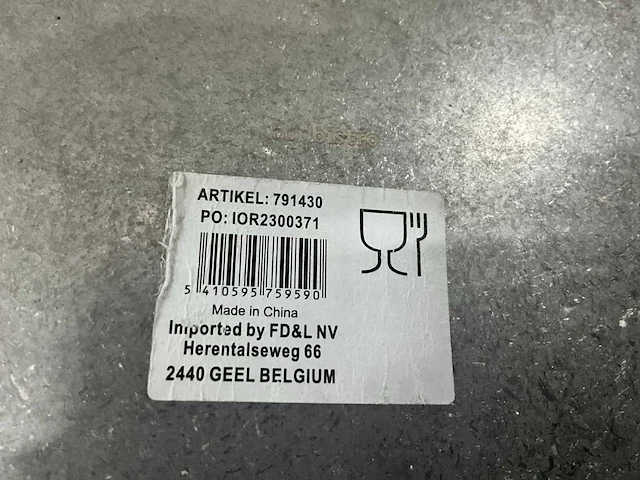 ARTIKEL: 791430
PO: IOR2300371
5 410595 759590
Made in China
Imported by FD&L NV
Herentalseweg 66
2440 GEEL BELGIUM